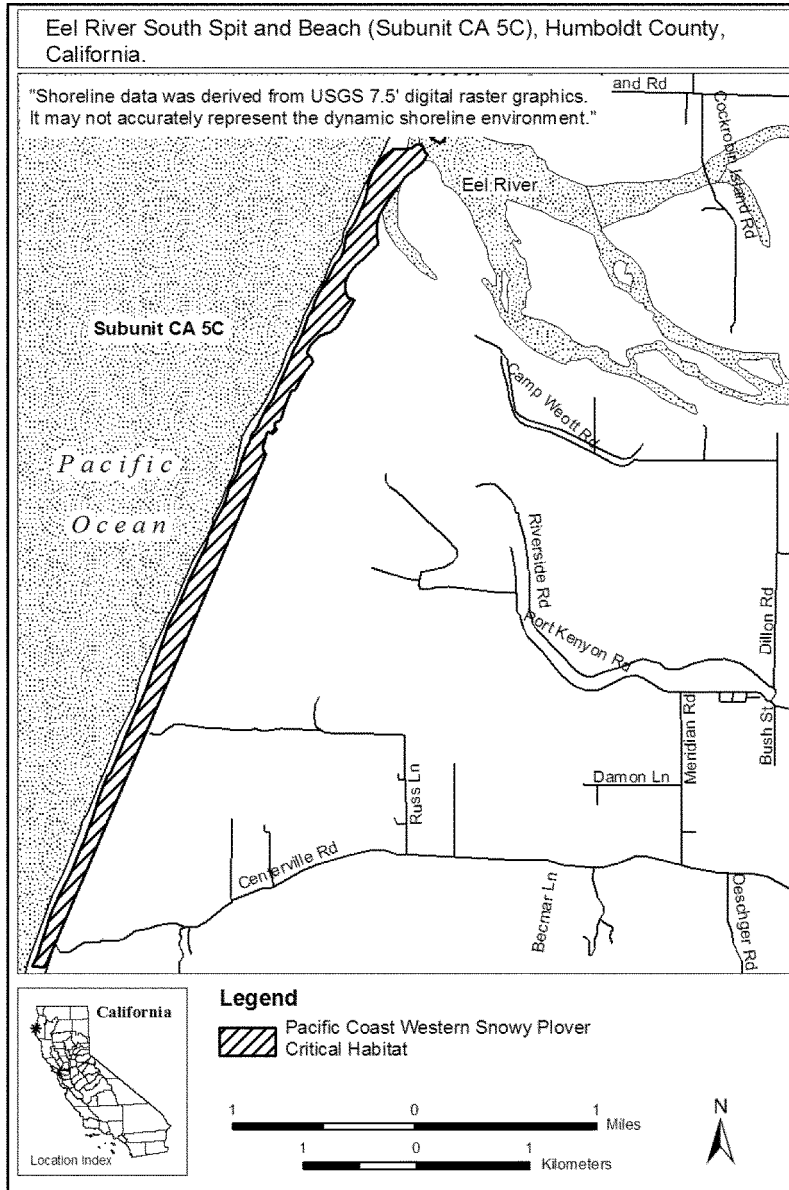 Eel River South Spit and Beach (Subunit CA 5C), Humboldt County,
California.
"Shoreline data was derived from USGS 7.5' digital raster graphics.
It may not accurately represent the dynamic shoreline environment."
and Rd
Cockrobin Island Rd
Eel River
Subunit CA 5C
Camp Weott Rd
Pacific
Ocean
Riverside Rd
Port Kenyon Rd
Dillon Rd
Meridian Rd
Bush St
Damon Ln
Russ Ln
Centerville Rd
Becmar Ln
Oeschger Rd
California
Location Index
Legend
Pacific Coast Western Snowy Plover
Critical Habitat
1 0 1
Miles
1 0 1
Kilometers
N